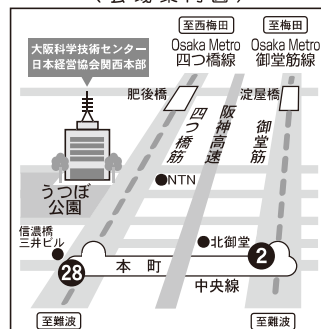 （会場案内図）
至西梅田
至梅田
Osaka Metro
四つ橋線
Osaka Metro
御堂筋線
大阪科学技術センター
日本経営協会関西本部
肥後橋
淀屋橋
四つ橋筋
阪神高速
御堂筋
NTN
うつぼ
公園
信濃橋
三井ビル
北御堂
28
本町
2
中央線
至難波
至難波